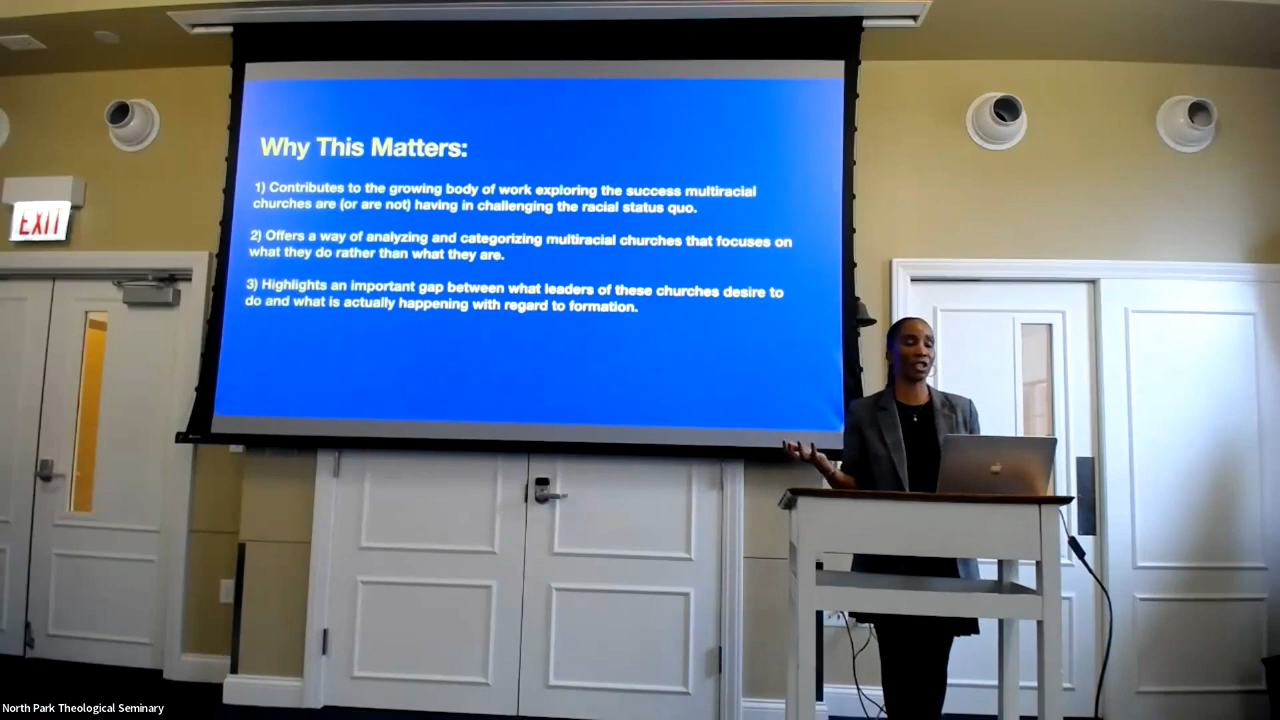 Why This Matters:
1) Contributes to the growing body of work exploring the success multiracial
churches are (or are not) having in challenging the racial status quo.
2) Offers a way of analyzing and categorizing multiracial churches that focuses on
what they do rather than what they are.
3) Highlights an important gap between what leaders of these churches desire to
do and what is actually happening with regard to formation.
EXIT
North Park Theological Seminary